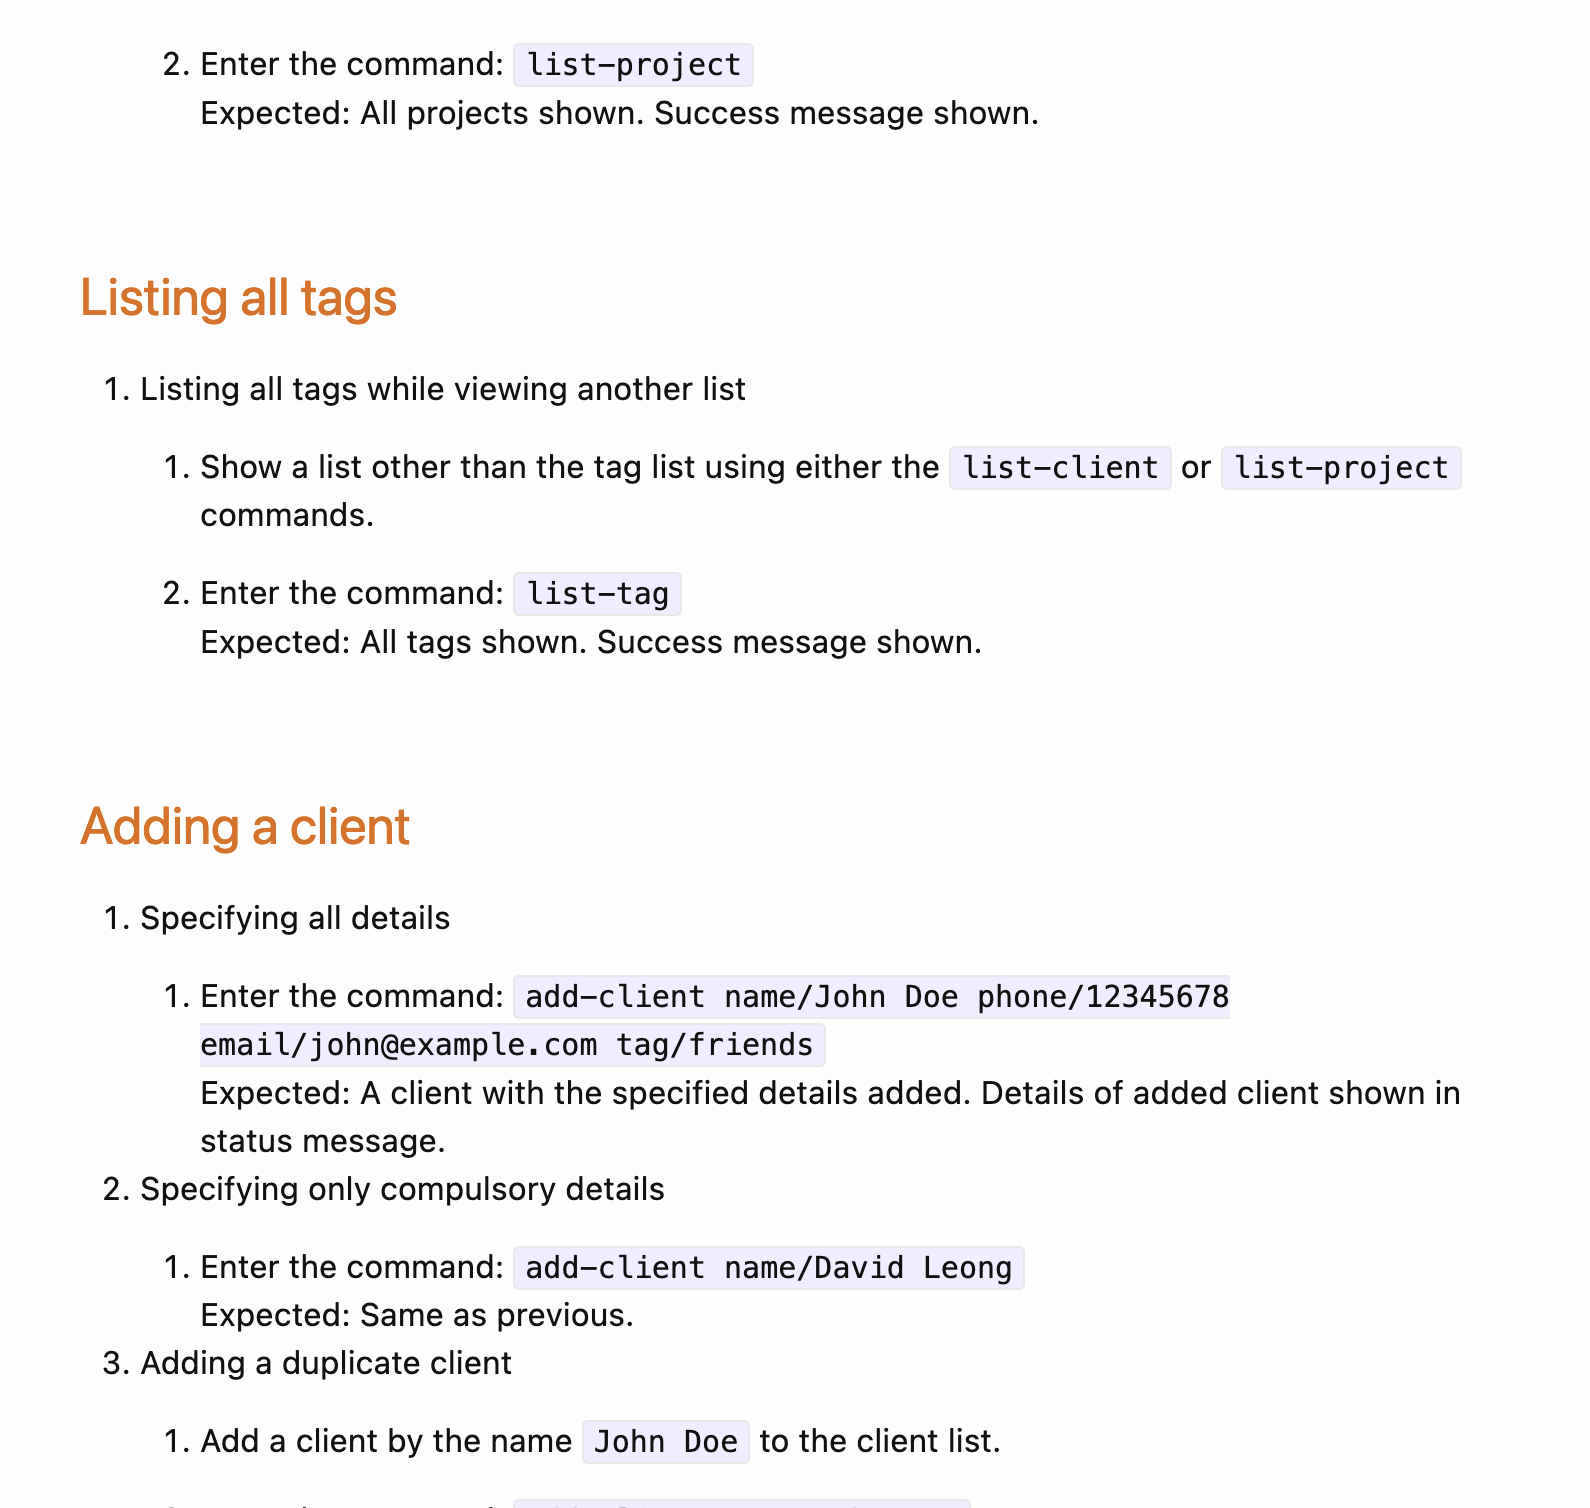 2. Enter the command: list-project
Expected: All projects shown. Success message shown.
Listing all tags
1. Listing all tags while viewing another list
1. Show a list other than the tag list using either the list-client or list-project
commands.
2. Enter the command: list-tag
Expected: All tags shown. Success message shown.
Adding a client
1. Specifying all details
1. Enter the command: add-client name/John Doe phone/12345678
email/john@example.com tag/friends
Expected: A client with the specified details added. Details of added client shown in
status message.
2. Specifying only compulsory details
1. Enter the command: add-client name/David Leong
Expected: Same as previous.
3. Adding a duplicate client
1. Add a client by the name John Doe to the client list.